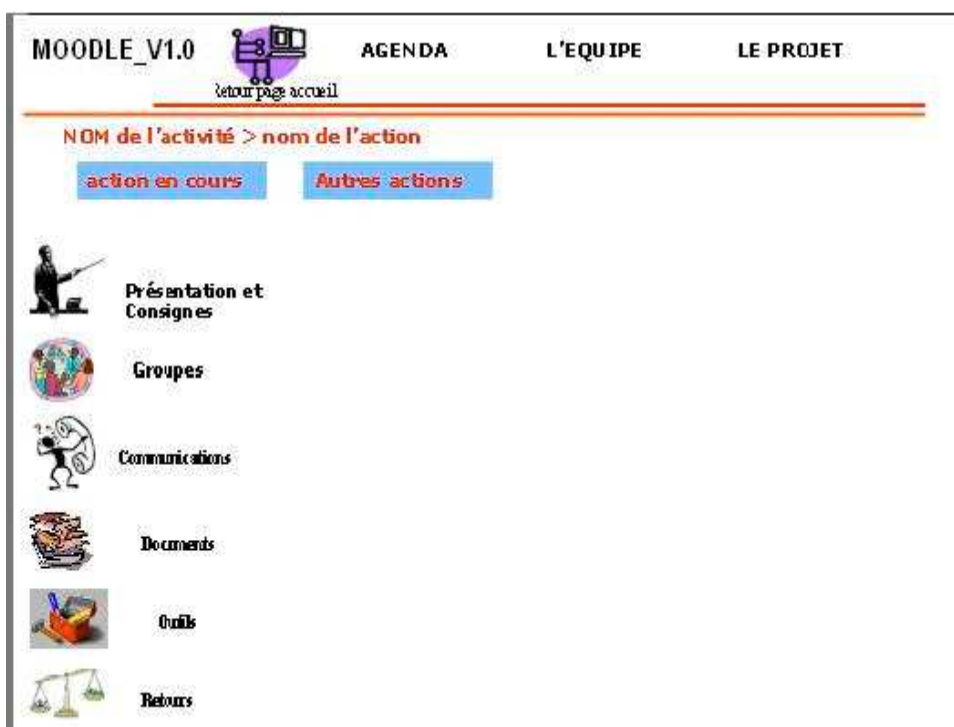 MOODLE_V1.0 AGENDA L'EQUIPE LE PROJET
Retour page accueil
NOM de l'activité > nom de l'action
action en cours Autres actions
Présentation et
Consignes
Groupes
Communications
Documents
Outils
Retours